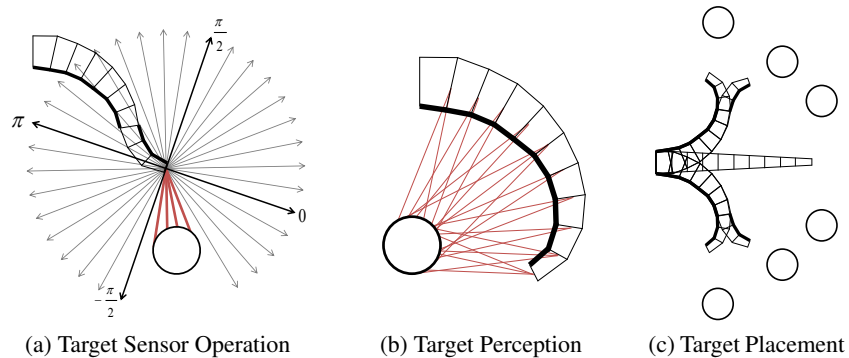 π/2
π
0
-π/2
(a) Target Sensor Operation
(b) Target Perception
(c) Target Placement